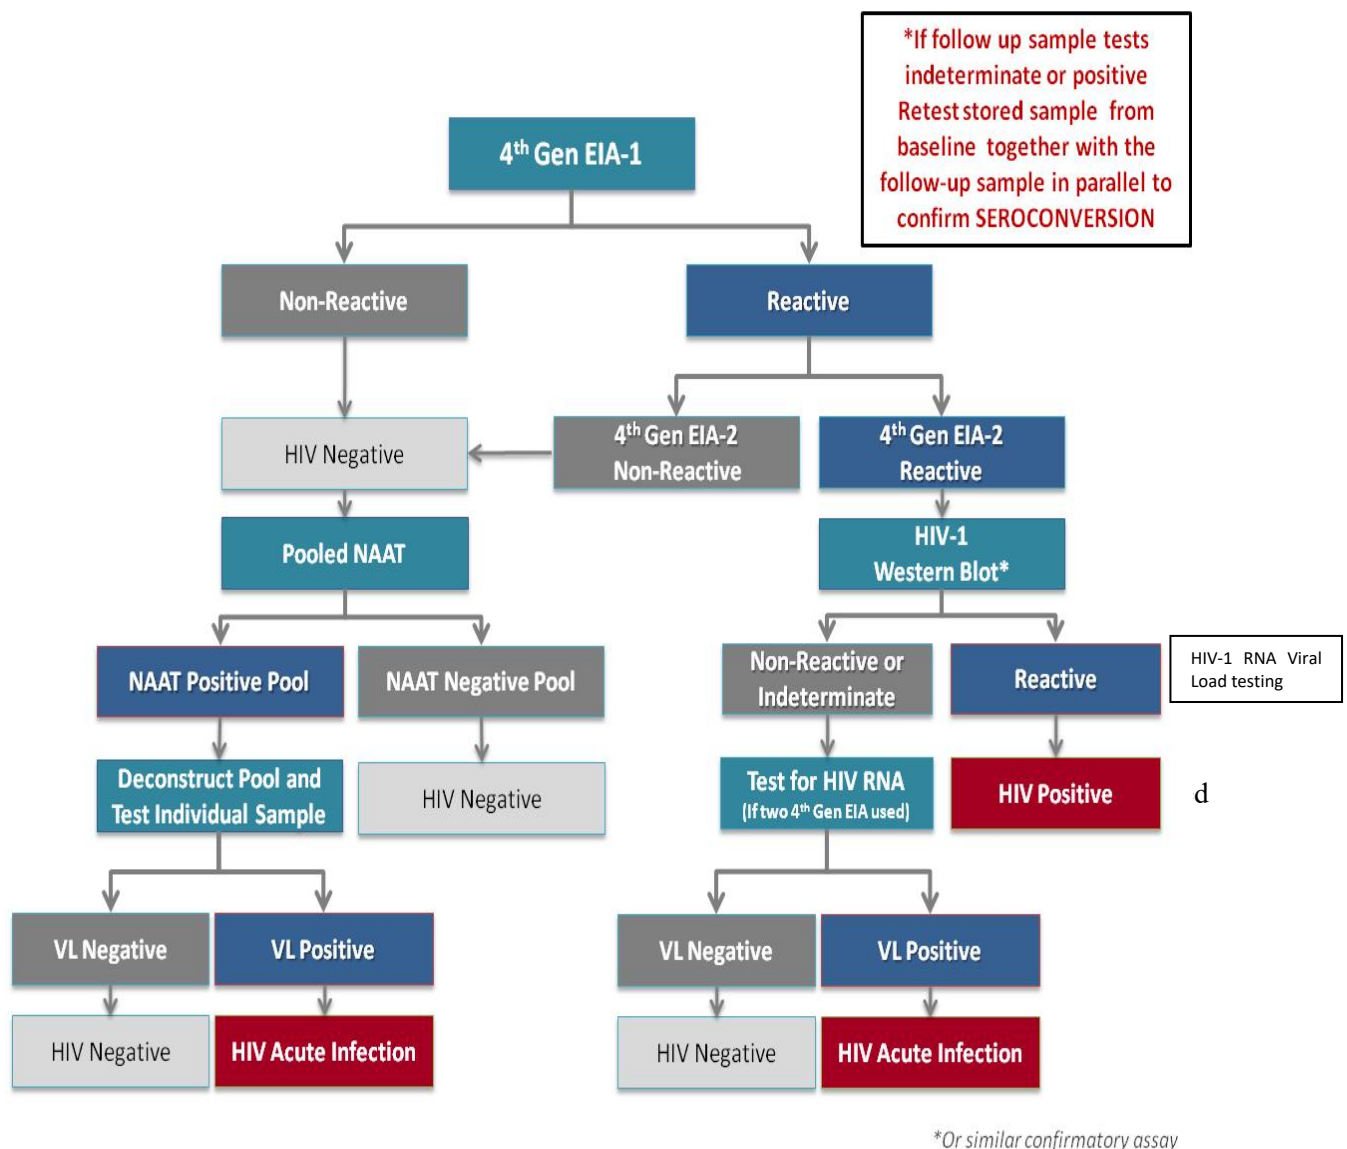 *If follow up sample tests
indeterminate or positive
Retest stored sample from
baseline together with the
follow-up sample in parallel to
confirm SEROCONVERSION
4th Gen EIA-1
Non-Reactive
Reactive
HIV Negative
4th Gen EIA-2
Non-Reactive
4th Gen EIA-2
Reactive
Pooled NAAT
HIV-1
Western Blot*
NAAT Positive Pool
NAAT Negative Pool
Non-Reactive or
Indeterminate
Reactive
HIV-1 RNA Viral
Load testing
Deconstruct Pool and
Test Individual Sample
HIV Negative
Test for HIV RNA
(If two 4th Gen EIA used)
HIV Positive
d
VL Negative
VL Positive
VL Negative
VL Positive
HIV Negative
HIV Acute Infection
HIV Negative
HIV Acute Infection
*Or similar confirmatory assay